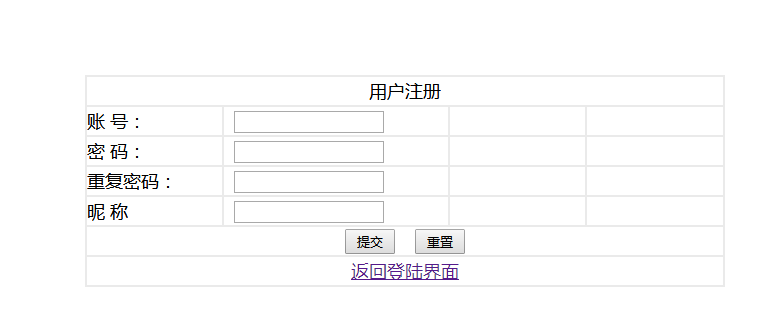 用户注册
账 号：
密 码：
重复密码：
昵 称
提交 重置
返回登陆界面